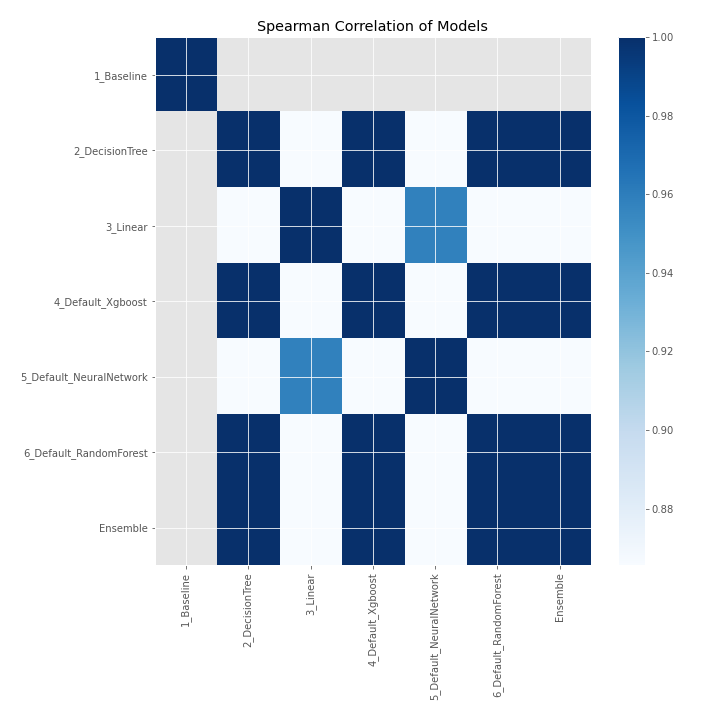 Spearman Correlation of Models
1_Baseline
2_DecisionTree
3_Linear
4_Default_Xgboost
5_Default_NeuralNetwork
6_Default_RandomForest
Ensemble
1_Baseline
2_DecisionTree
3_Linear
4_Default_Xgboost
5_Default_NeuralNetwork
6_Default_RandomForest
Ensemble
1.00
0.98
0.96
0.94
0.92
0.90
0.88